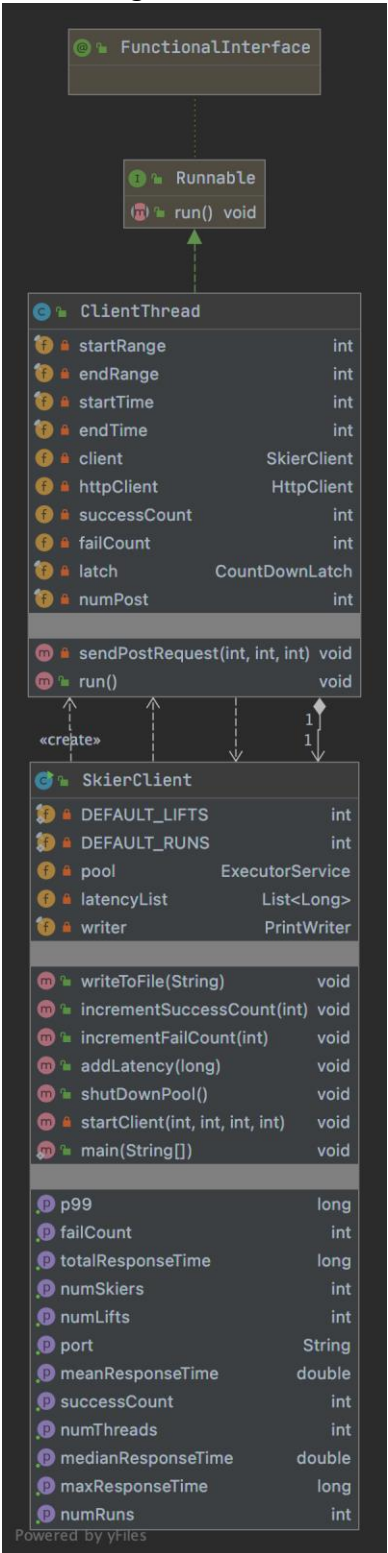 FunctionalInterface
Runnable
run() void
ClientThread
startRange int
endRange int
startTime int
endTime int
client SkierClient
httpClient HttpClient
successCount int
failCount int
latch CountDownLatch
numPost int
sendPostRequest(int, int, int) void
run() void
1
«create» 1
SkierClient
DEFAULT_LIFTS int
DEFAULT_RUNS int
pool ExecutorService
latencyList List<Long>
writer PrintWriter
writeToFile(String) void
incrementSuccessCount(int) void
incrementFailCount(int) void
addLatency(long) void
shutDownPool() void
startClient(int, int, int, int) void
main(String[]) void
p99 long
failCount int
totalResponseTime long
numSkiers int
numLifts int
port String
meanResponseTime double
successCount int
numThreads int
medianResponseTime double
maxResponseTime long
numRuns int
Powered by yFiles